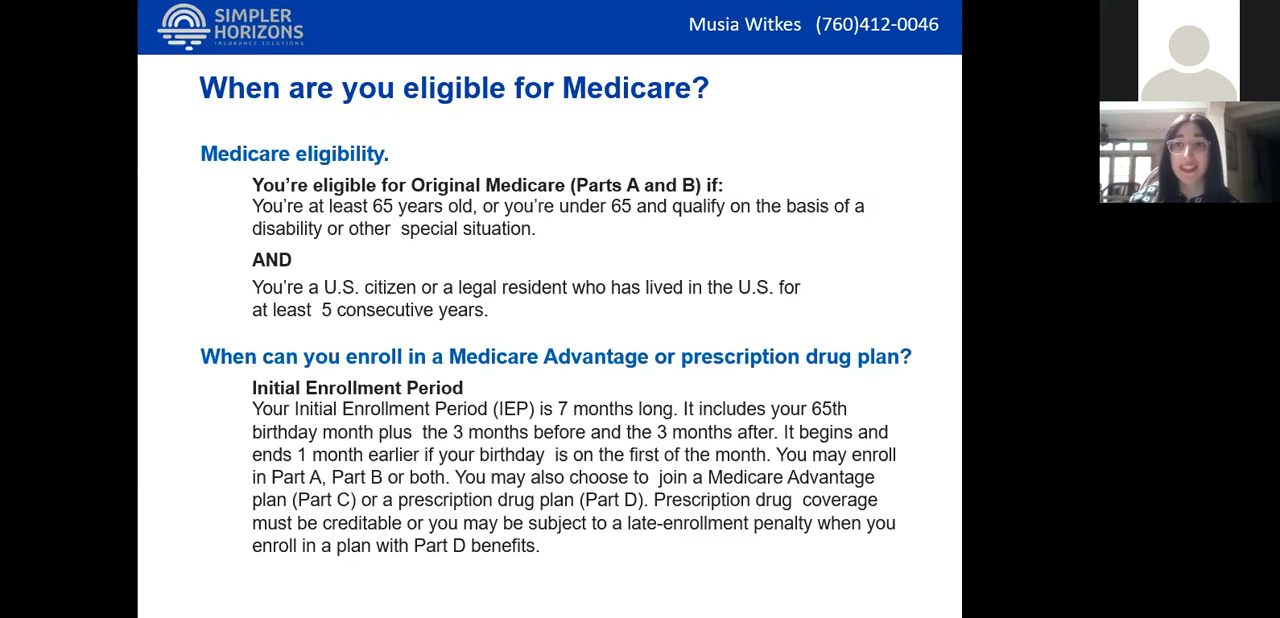 SIMPLER
HORIZONS
INSURANCE SOLUTIONS
Musia Witkes (760)412-0046
When are you eligible for Medicare?
Medicare eligibility.
You're eligible for Original Medicare (Parts A and B) if:
You're at least 65 years old, or you're under 65 and qualify on the basis of a
disability or other special situation.
AND
You're a U.S. citizen or a legal resident who has lived in the U.S. for
at least 5 consecutive years.
When can you enroll in a Medicare Advantage or prescription drug plan?
Initial Enrollment Period
Your Initial Enrollment Period (IEP) is 7 months long. It includes your 65th
birthday month plus the 3 months before and the 3 months after. It begins and
ends 1 month earlier if your birthday is on the first of the month. You may enroll
in Part A, Part B or both. You may also choose to join a Medicare Advantage
plan (Part C) or a prescription drug plan (Part D). Prescription drug coverage
must be creditable or you may be subject to a late-enrollment penalty when you
enroll in a plan with Part D benefits.